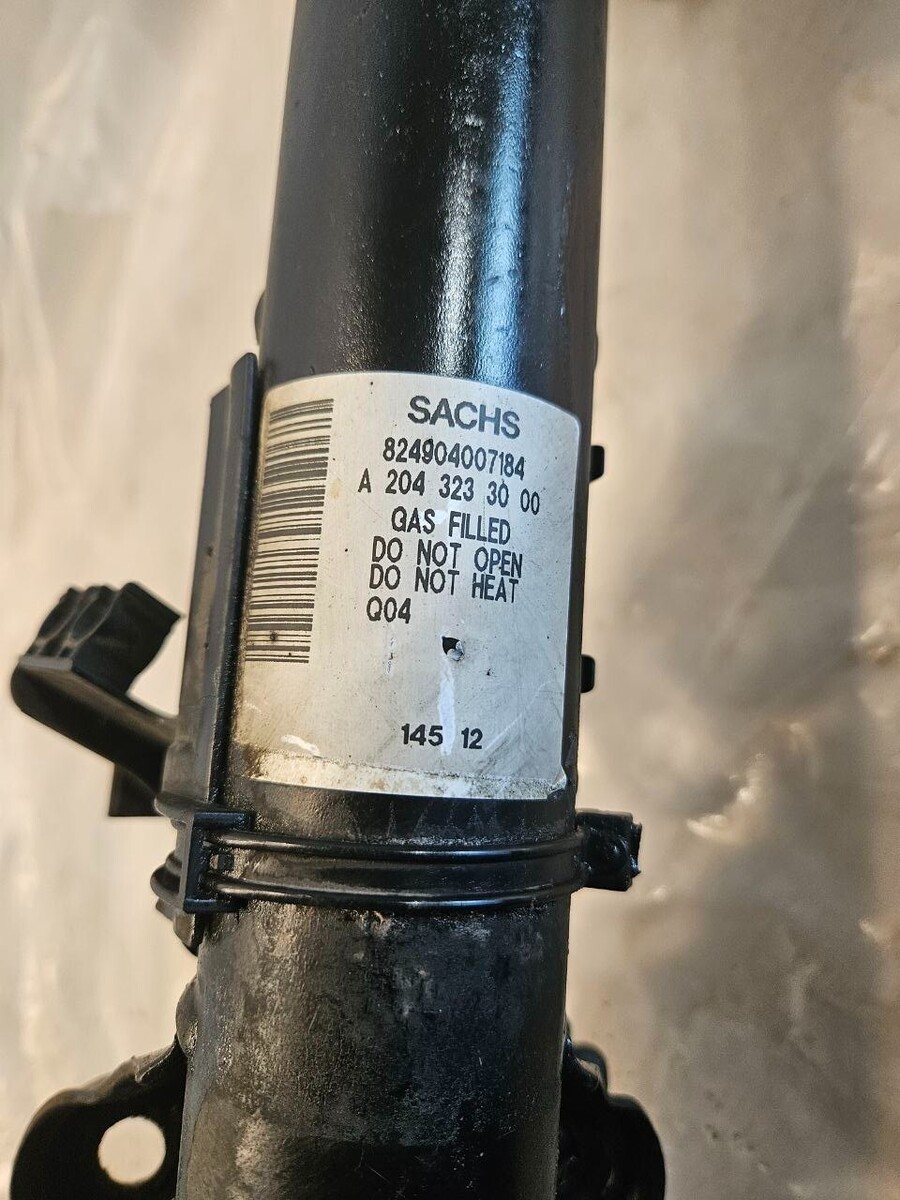 SACHS
824904007184
A 204 323 30 00
GAS FILLED
DO NOT OPEN
DO NOT HEAT
Q04
145 12